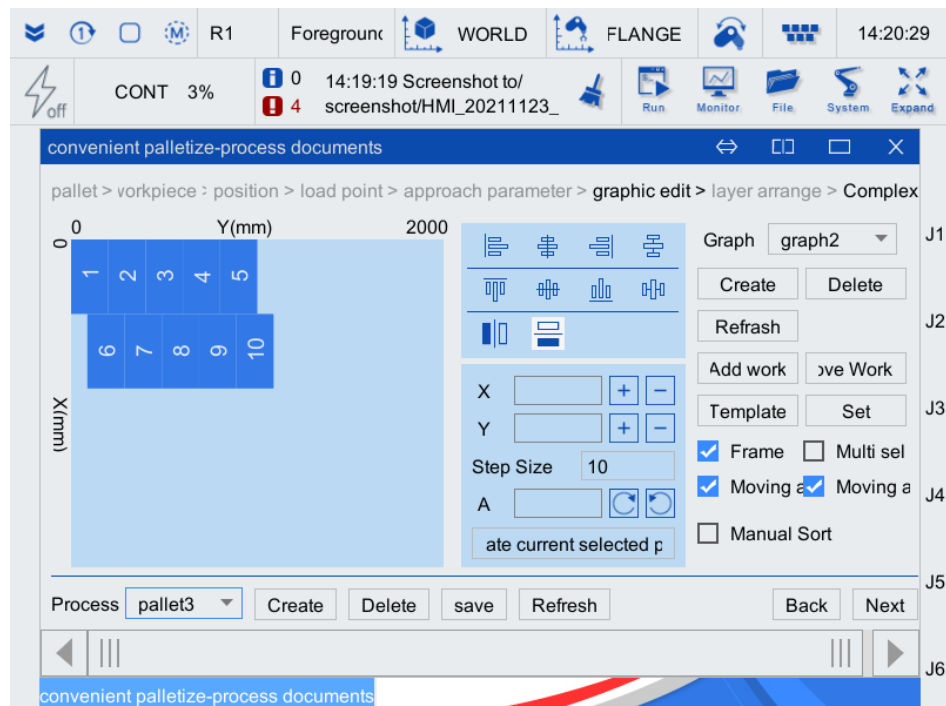 R1 Foregrounc WORLD FLANGE 14:20:29
off CONT 3% 0 14:19:19 Screenshot to/
4 screenshot/HMI_20211123_
Run Monitor File System Expand
convenient palletize-process documents
pallet > vorkpiece : position > load point > approach parameter > graphic edit > layer arrange > Complex
0 Y(mm) 2000
0
X(mm)
1 2 3 4 5
6 7 8 9 10
Graph graph2
Create Delete
Refrash
Add work ove Work
Template Set
Frame Multi sel
Moving a Moving a
Manual Sort
X + −
Y + −
Step Size 10
A
ate current selected p
J1
J2
J3
J4
J5
J6
Process pallet3 Create Delete save Refresh Back Next
convenient palletize-process documents